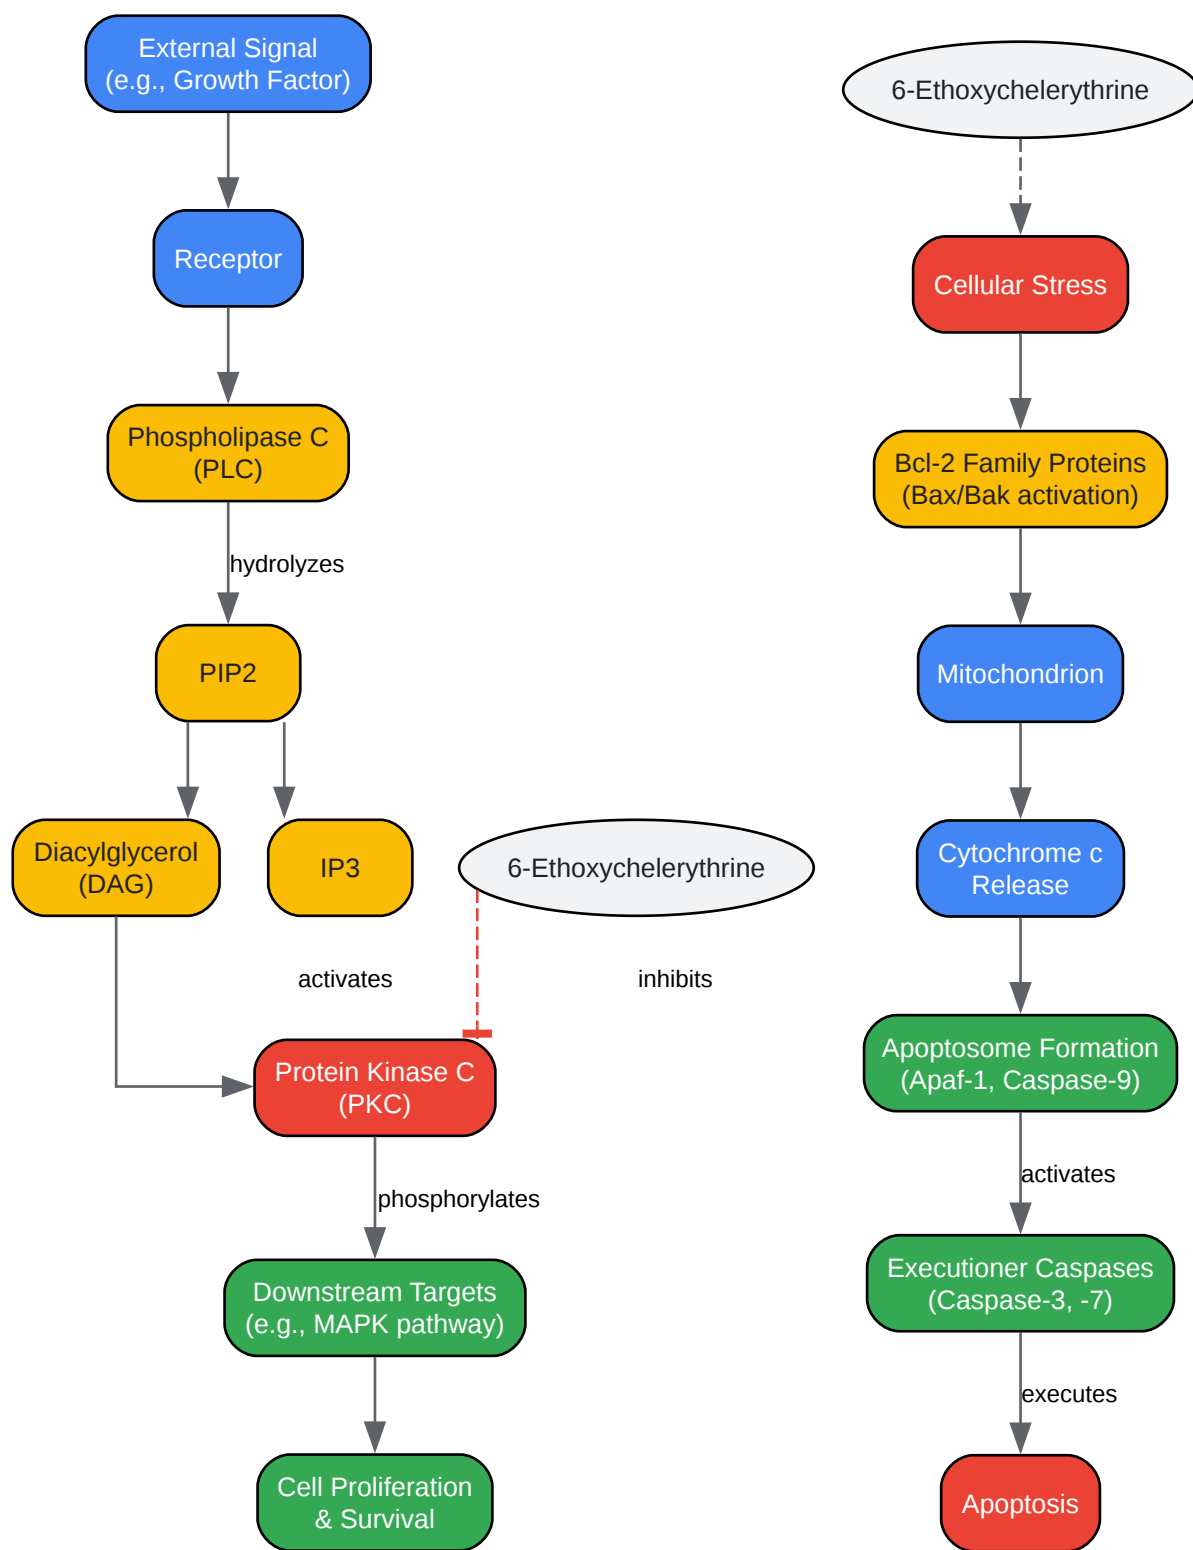 External Signal
(e.g., Growth Factor)
Receptor
Phospholipase C
(PLC)
hydrolyzes
PIP2
Diacylglycerol
(DAG)
IP3
6-Ethoxychelerythrine
activates
inhibits
Protein Kinase C
(PKC)
phosphorylates
Downstream Targets
(e.g., MAPK pathway)
Cell Proliferation
& Survival
6-Ethoxychelerythrine
Cellular Stress
Bcl-2 Family Proteins
(Bax/Bak activation)
Mitochondrion
Cytochrome c
Release
Apoptosome Formation
(Apaf-1, Caspase-9)
activates
Executioner Caspases
(Caspase-3, -7)
executes
Apoptosis